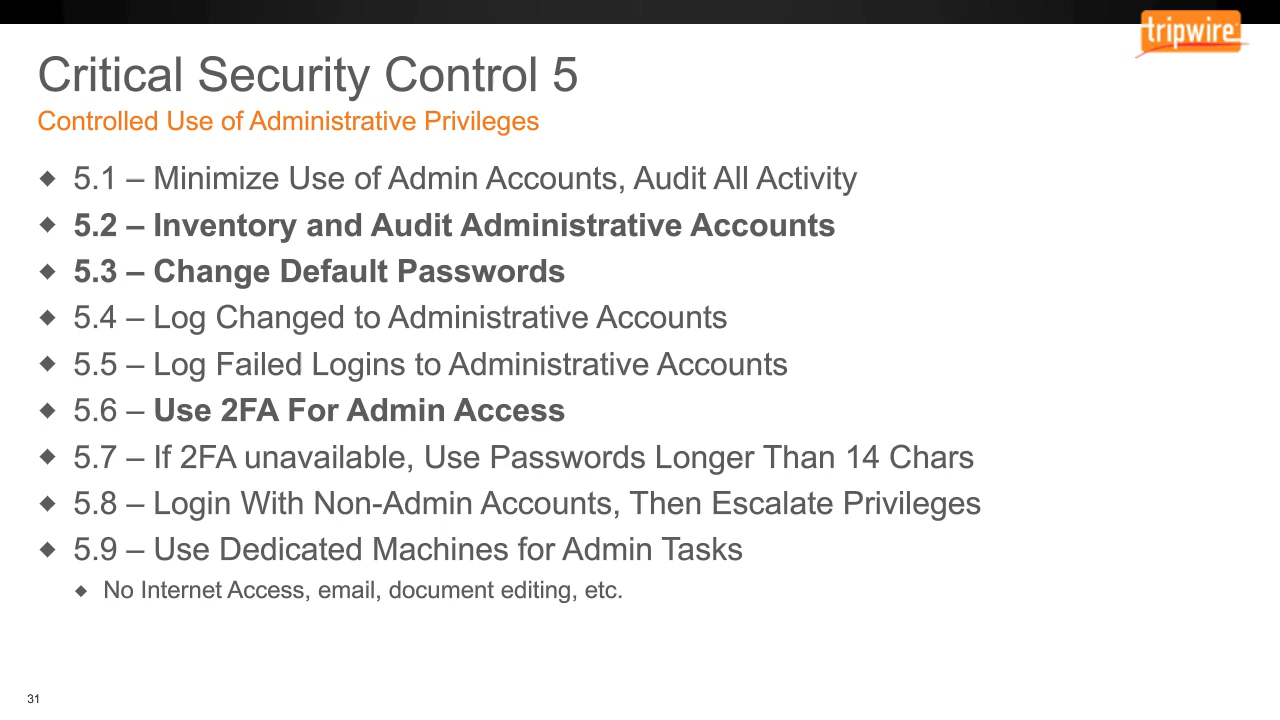 tripwire
Critical Security Control 5
Controlled Use of Administrative Privileges
5.1 – Minimize Use of Admin Accounts, Audit All Activity
5.2 – Inventory and Audit Administrative Accounts
5.3 – Change Default Passwords
5.4 – Log Changed to Administrative Accounts
5.5 – Log Failed Logins to Administrative Accounts
5.6 – Use 2FA For Admin Access
5.7 – If 2FA unavailable, Use Passwords Longer Than 14 Chars
5.8 – Login With Non-Admin Accounts, Then Escalate Privileges
5.9 – Use Dedicated Machines for Admin Tasks
No Internet Access, email, document editing, etc.
31